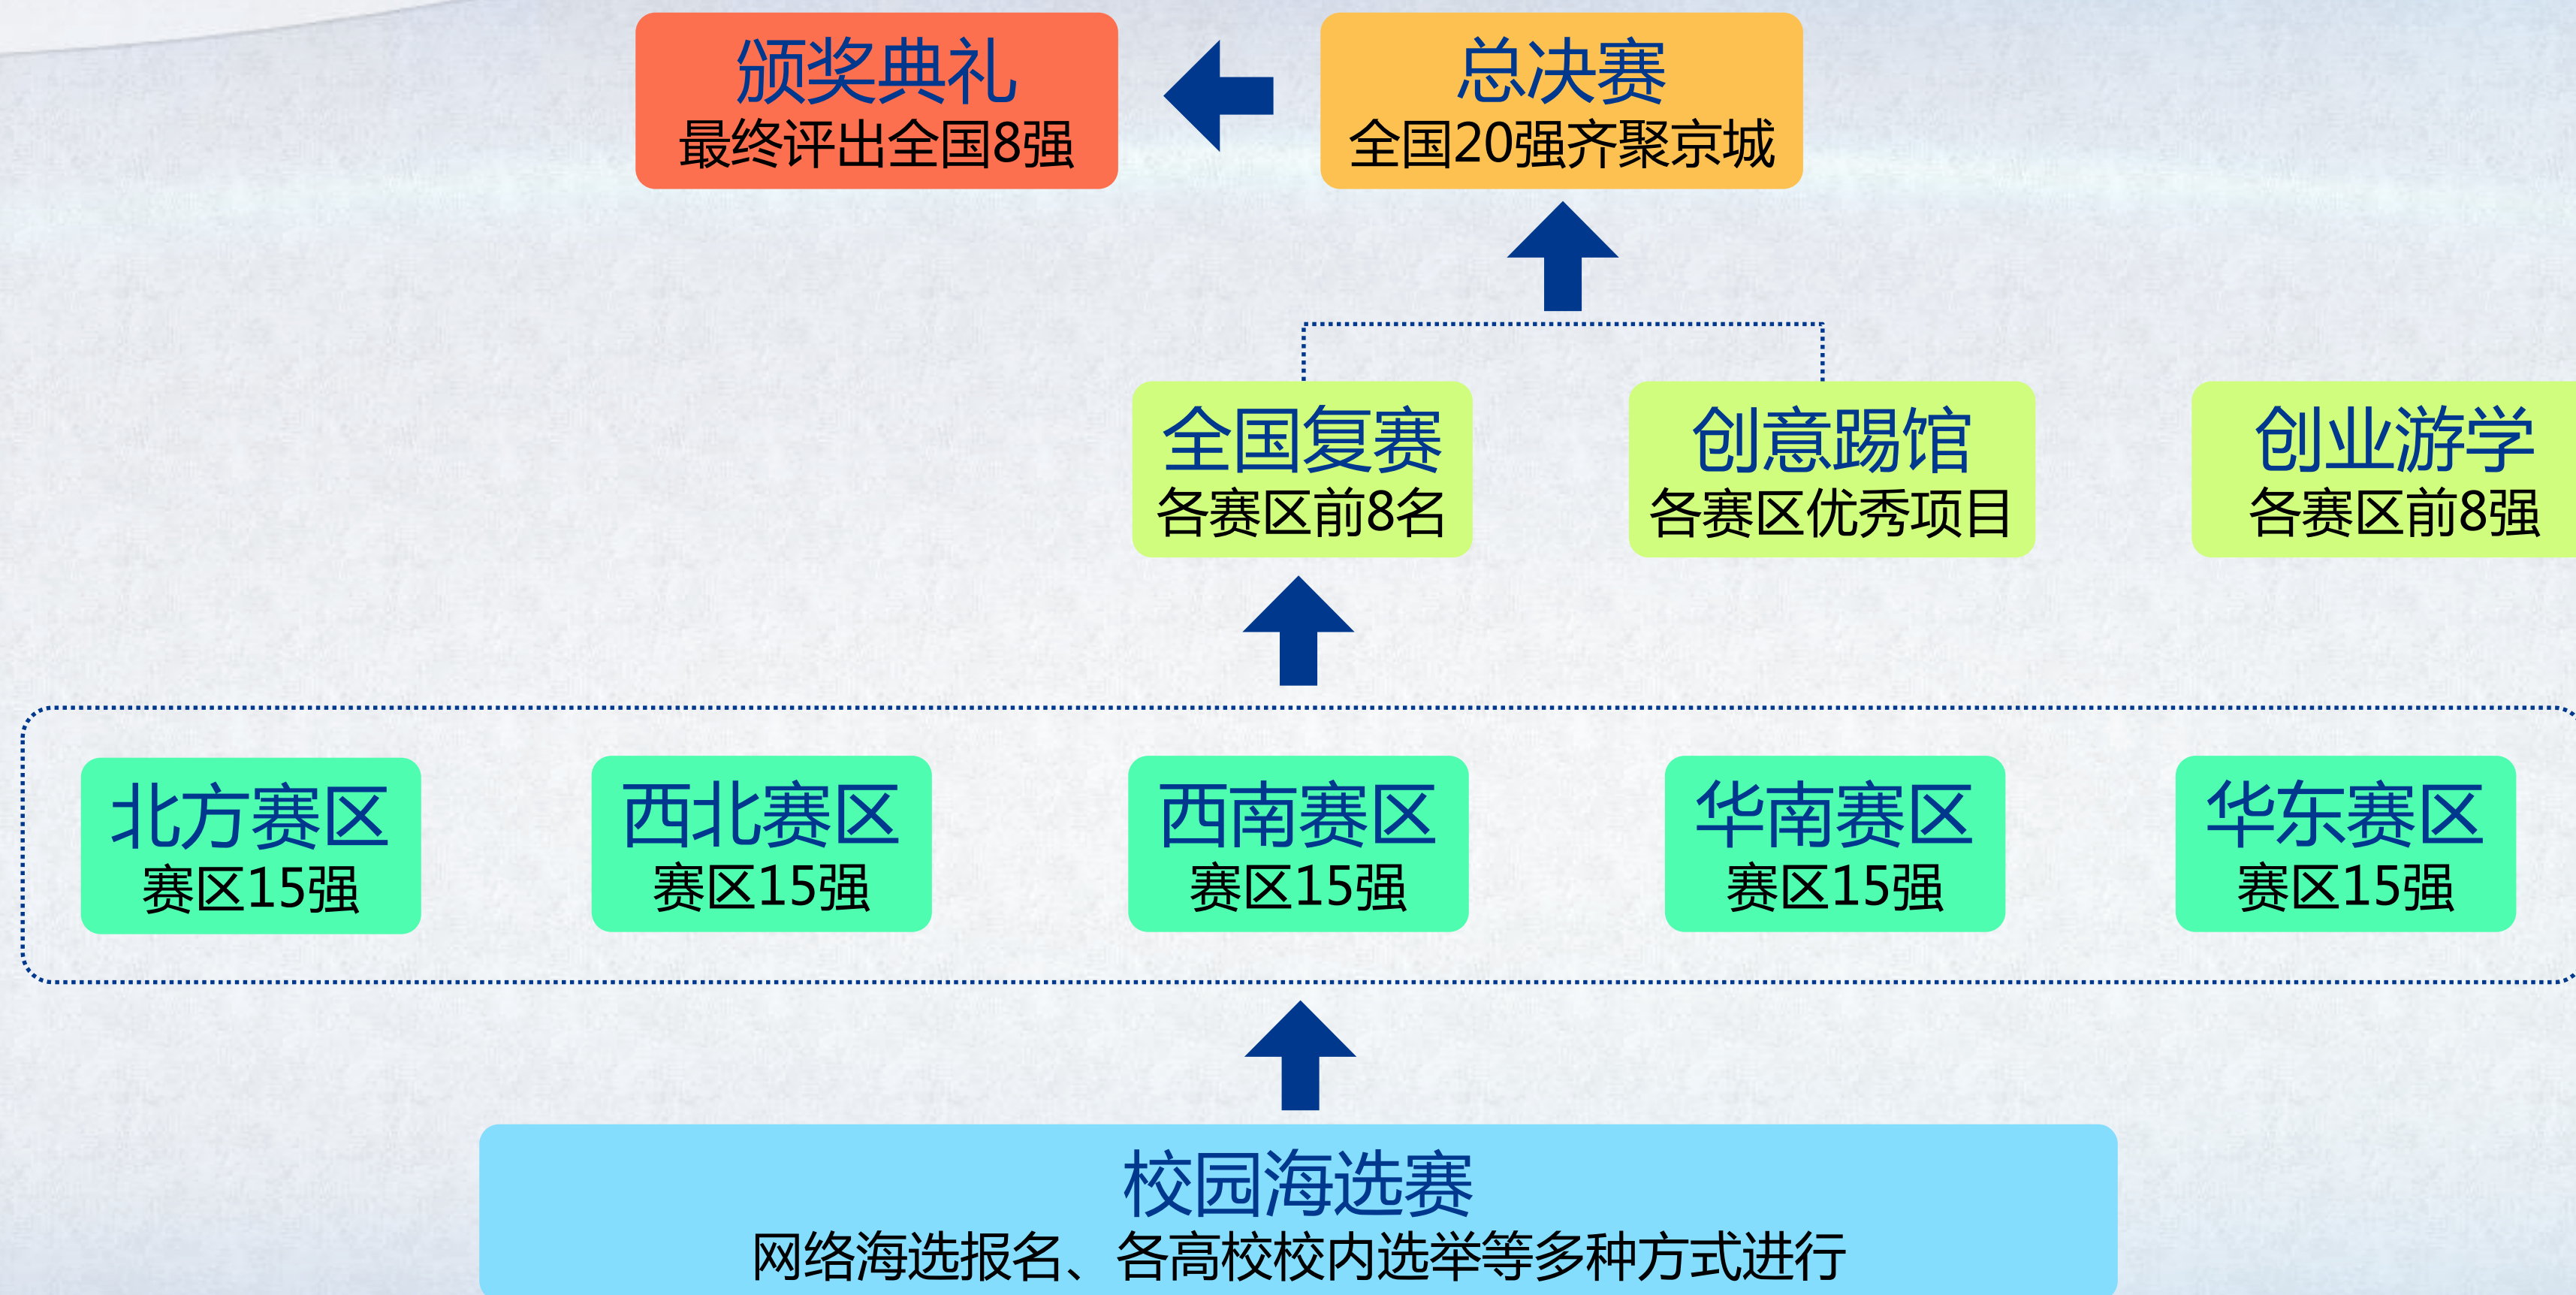 颁奖典礼
最终评出全国8强
总决赛
全国20强齐聚京城
全国复赛
各赛区前8名
创意踢馆
各赛区优秀项目
创业游学
各赛区前8强
北方赛区
赛区15强
西北赛区
赛区15强
西南赛区
赛区15强
华南赛区
赛区15强
华东赛区
赛区15强
校园海选赛
网络海选报名、各高校校内选举等多种方式进行